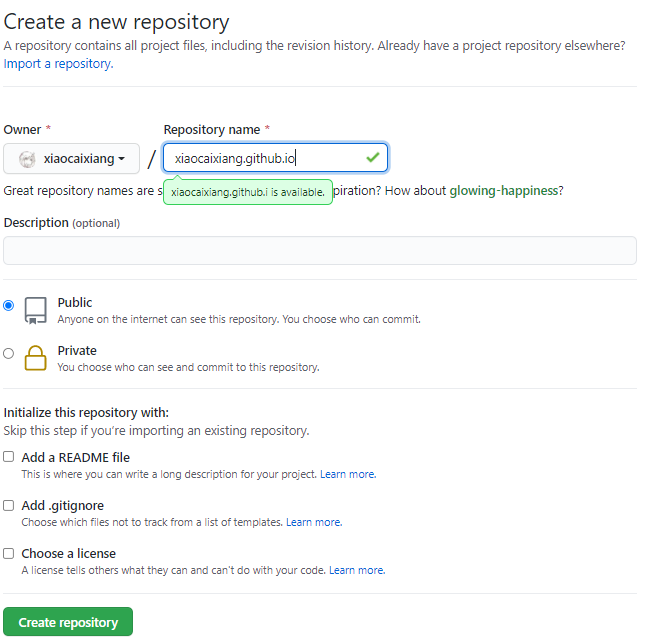 Create a new repository
A repository contains all project files, including the revision history. Already have a project repository elsewhere?
Import a repository.
Owner *
Repository name *
xiaocaixiang
/
xiaocaixiang.github.io
Great repository names are s
xiaocaixiang.github.i is available.
piration? How about glowing-happiness?
Description (optional)
Public
Anyone on the internet can see this repository. You choose who can commit.
Private
You choose who can see and commit to this repository.
Initialize this repository with:
Skip this step if you're importing an existing repository.
Add a README file
This is where you can write a long description for your project. Learn more.
Add .gitignore
Choose which files not to track from a list of templates. Learn more.
Choose a license
A license tells others what they can and can't do with your code. Learn more.
Create repository